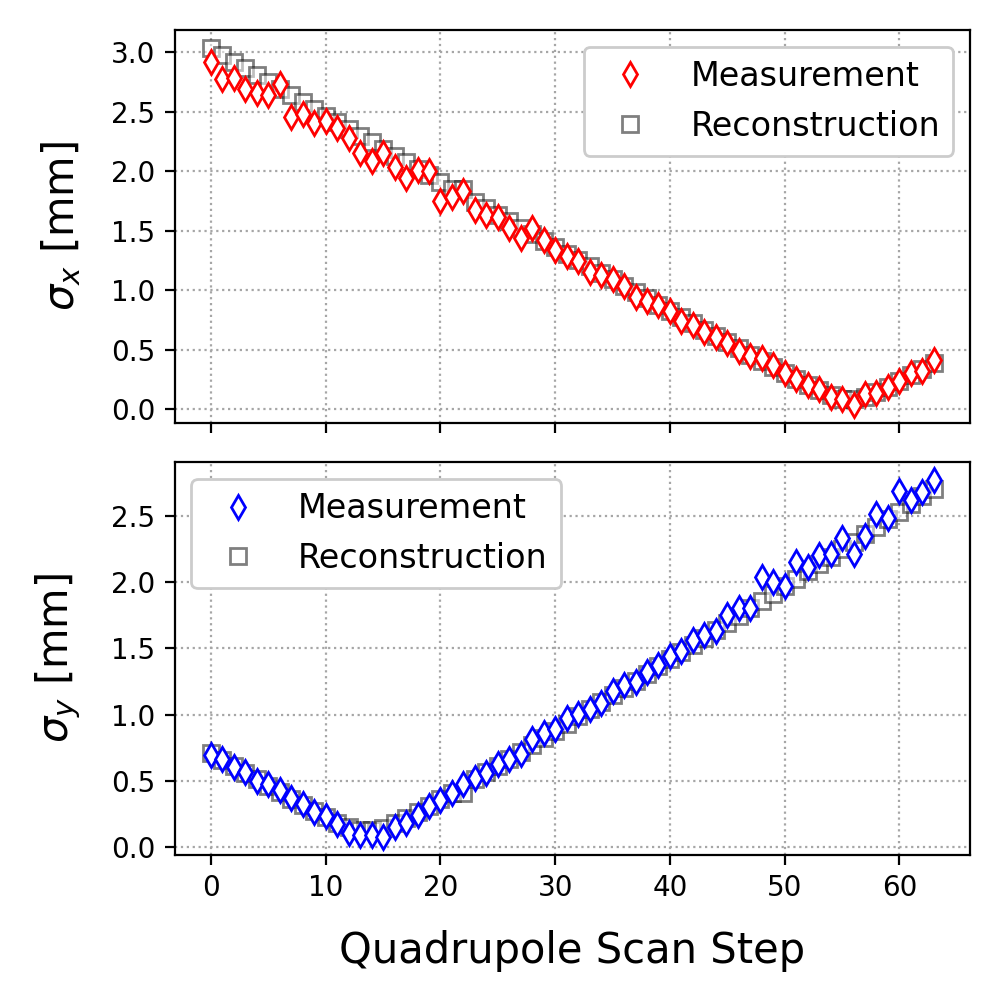 3.0
2.5
2.0
1.5
1.0
0.5
0.0
σx [mm]
Measurement
Reconstruction
2.5
2.0
1.5
1.0
0.5
0.0
σy [mm]
Measurement
Reconstruction
0 10 20 30 40 50 60
Quadrupole Scan Step